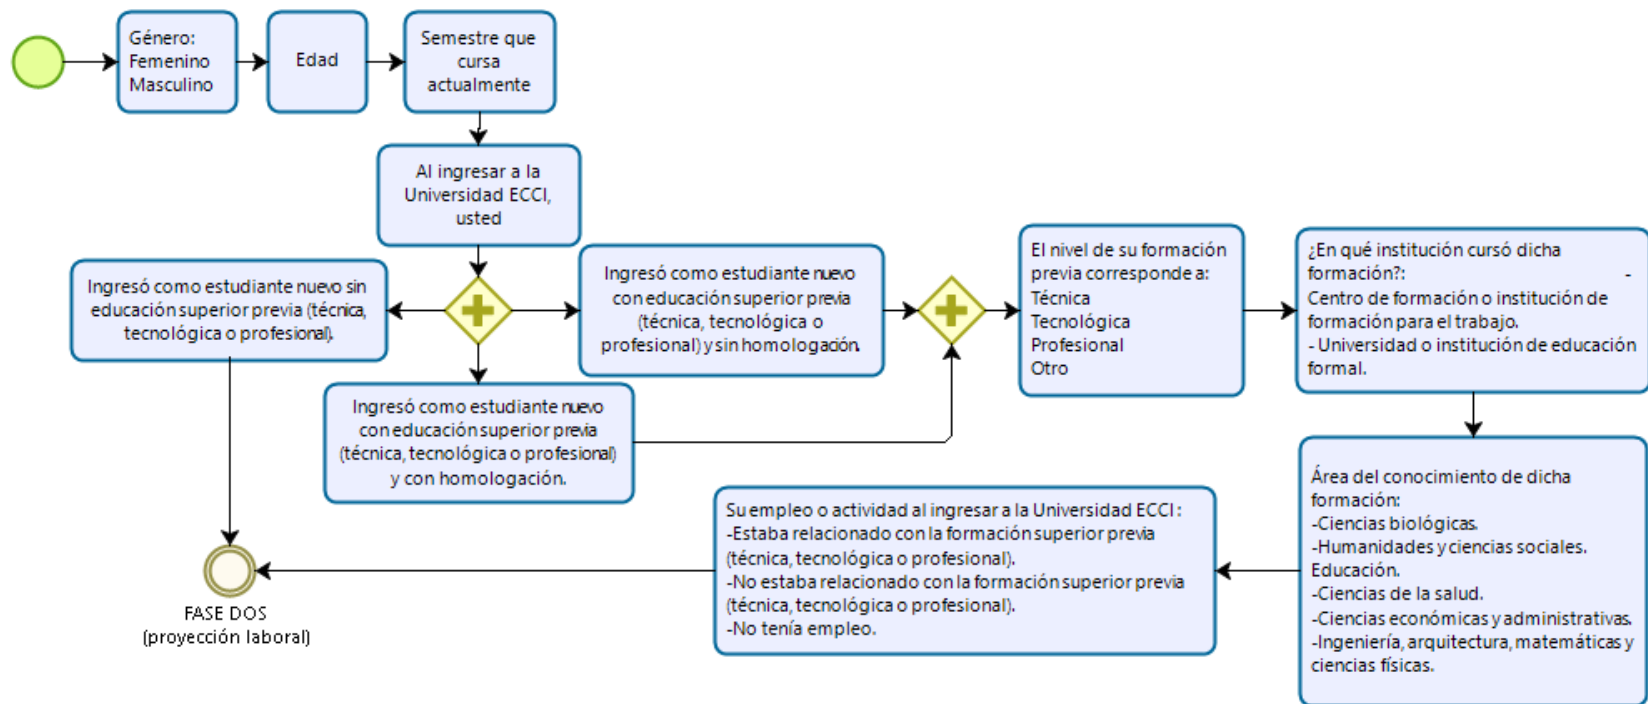 Género:
Femenino
Masculino
Edad
Semestre que
cursa
actualmente
Al ingresar a la
Universidad ECCI,
usted
Ingresó como estudiante nuevo sin
educación superior previa (técnica,
tecnológica o profesional).
Ingresó como estudiante nuevo
con educación superior previa
(técnica, tecnológica o
profesional) y sin homologación.
Ingresó como estudiante nuevo
con educación superior previa
(técnica, tecnológica o profesional)
y con homologación.
El nivel de su formación
previa corresponde a:
Técnica
Tecnológica
Profesional
Otro
¿En qué institución cursó dicha
formación?: -
Centro de formación o institución de
formación para el trabajo.
- Universidad o institución de educación
formal.
Área del conocimiento de dicha
formación:
-Ciencias biológicas.
-Humanidades y ciencias sociales.
Educación.
-Ciencias de la salud.
-Ciencias económicas y administrativas.
-Ingeniería, arquitectura, matemáticas y
ciencias físicas.
Su empleo o actividad al ingresar a la Universidad ECCI :
-Estaba relacionado con la formación superior previa
(técnica, tecnológica o profesional).
-No estaba relacionado con la formación superior previa
(técnica, tecnológica o profesional).
-No tenía empleo.
FASE DOS
(proyección laboral)